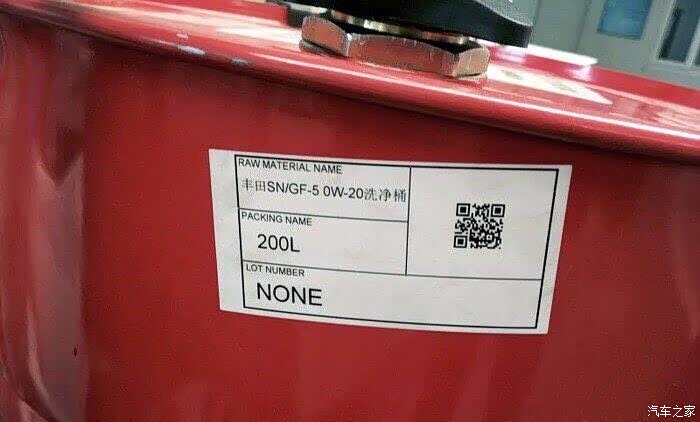 RAW MATERIAL NAME
丰田SN/GF-5 0W-20洗净桶
PACKING NAME
200L
LOT NUMBER
NONE
汽车之家